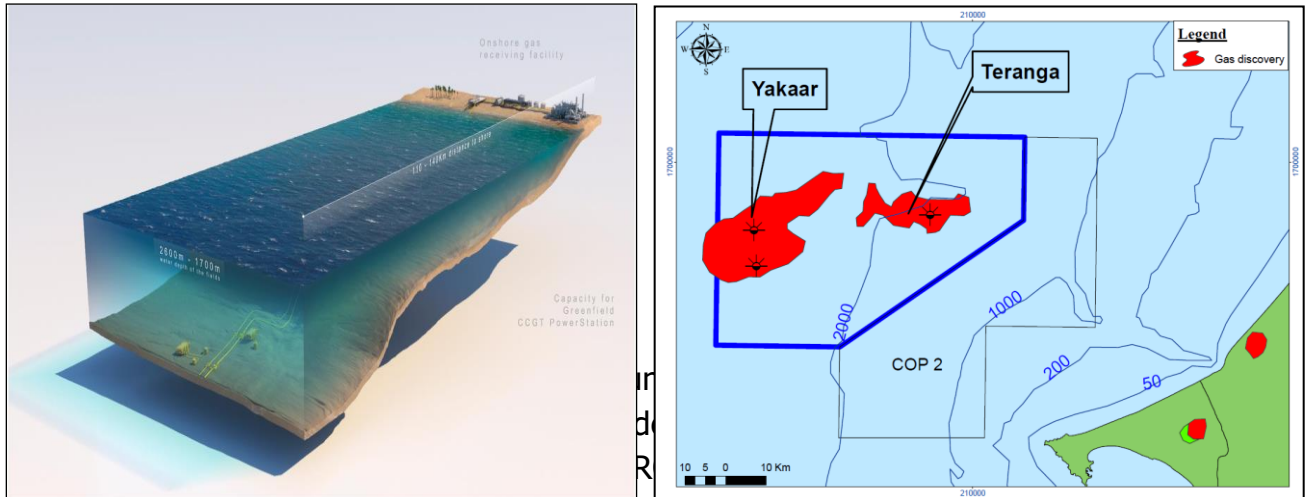 Onshore gas
receiving facility
120 - 140Km distance to shore
2600m - 1700m
water depth of the fields
Capacity for
Greenfield
CCGT PowerStation
210000
Legend
Gas discovery
N
W E
S
Yakaar
Teranga
1700000
1700000
2000
1000
COP 2
200
50
10 5 0 10 Km
210000